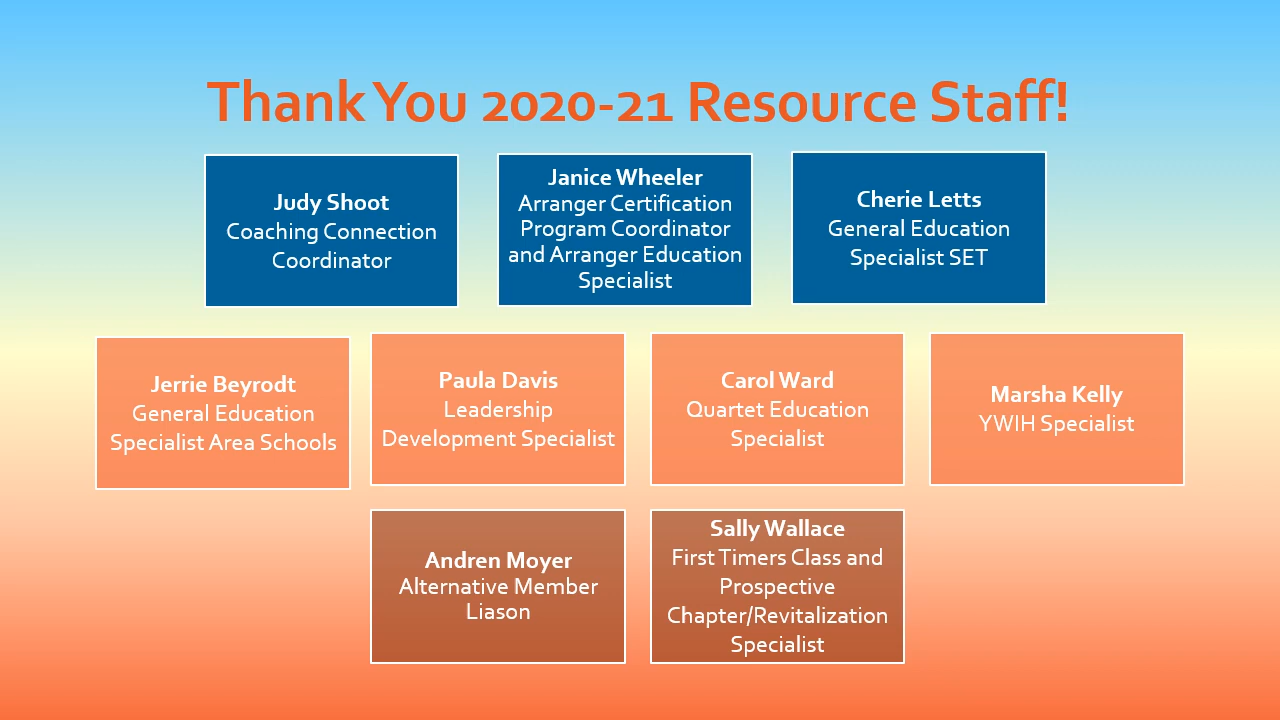 Thank You 2020-21 Resource Staff!
Judy Shoot
Coaching Connection
Coordinator
Janice Wheeler
Arranger Certification
Program Coordinator
and Arranger Education
Specialist
Cherie Letts
General Education
Specialist SET
Jerrie Beyrodt
General Education
Specialist Area Schools
Paula Davis
Leadership
Development Specialist
Carol Ward
Quartet Education
Specialist
Marsha Kelly
YWIH Specialist
Andren Moyer
Alternative Member
Liason
Sally Wallace
First Timers Class and
Prospective
Chapter/Revitalization
Specialist